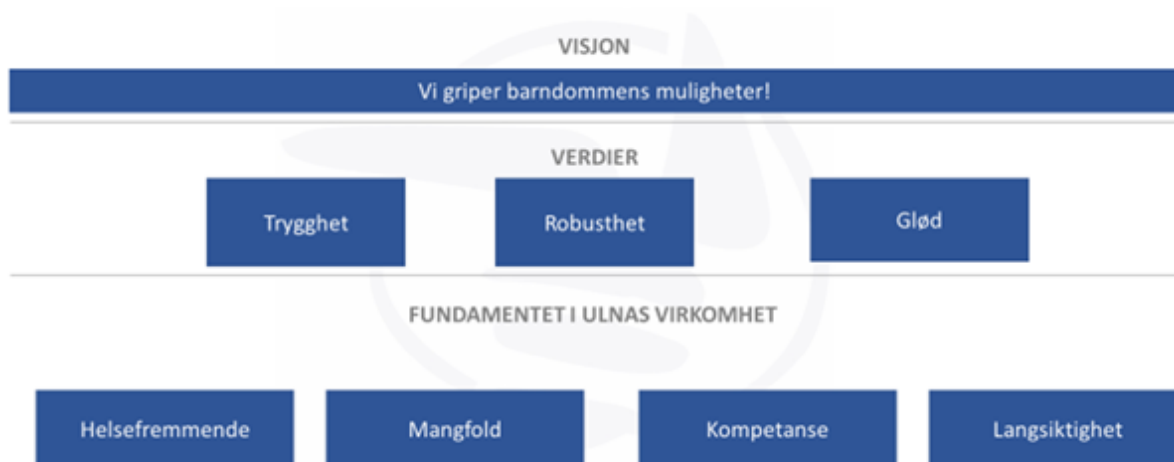 VISJON
Vi griper barndommens muligheter!
VERDIER
Trygghet
Robusthet
Glød
FUNDAMENTET I ULNAS VIRKOMHET
Helsefremmende
Mangfold
Kompetanse
Langsiktighet